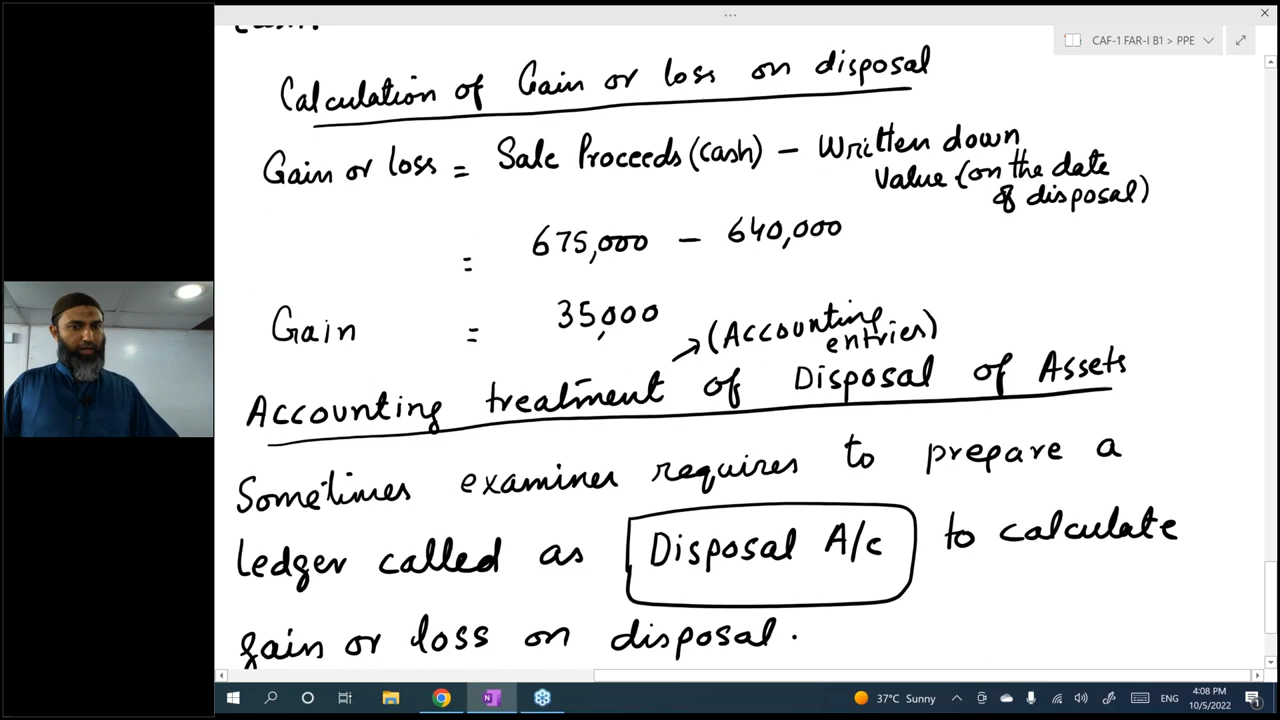 CAF-1 FAR-I B1 > PPE
Calculation of Gain or loss on disposal
Gain or loss = Sale Proceeds (cash) – Written down
Value (on the date
of disposal)
= 675,000 – 640,000
Gain = 35,000
→ (Accounting
entries)
Accounting treatment of Disposal of Assets
Sometimes examiner requires to prepare a
ledger called as Disposal A/c to calculate
gain or loss on disposal.
37°C Sunny
ENG
4:08 PM
10/5/2022
1